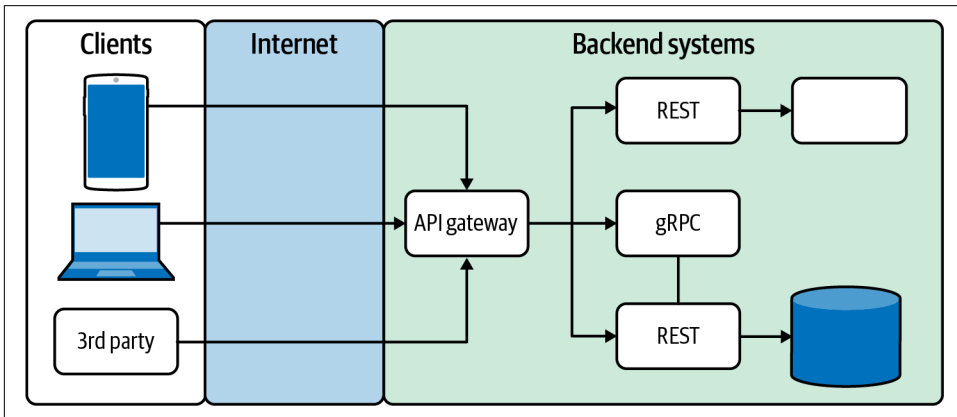 Clients
Internet
Backend systems
REST
API gateway
gRPC
3rd party
REST